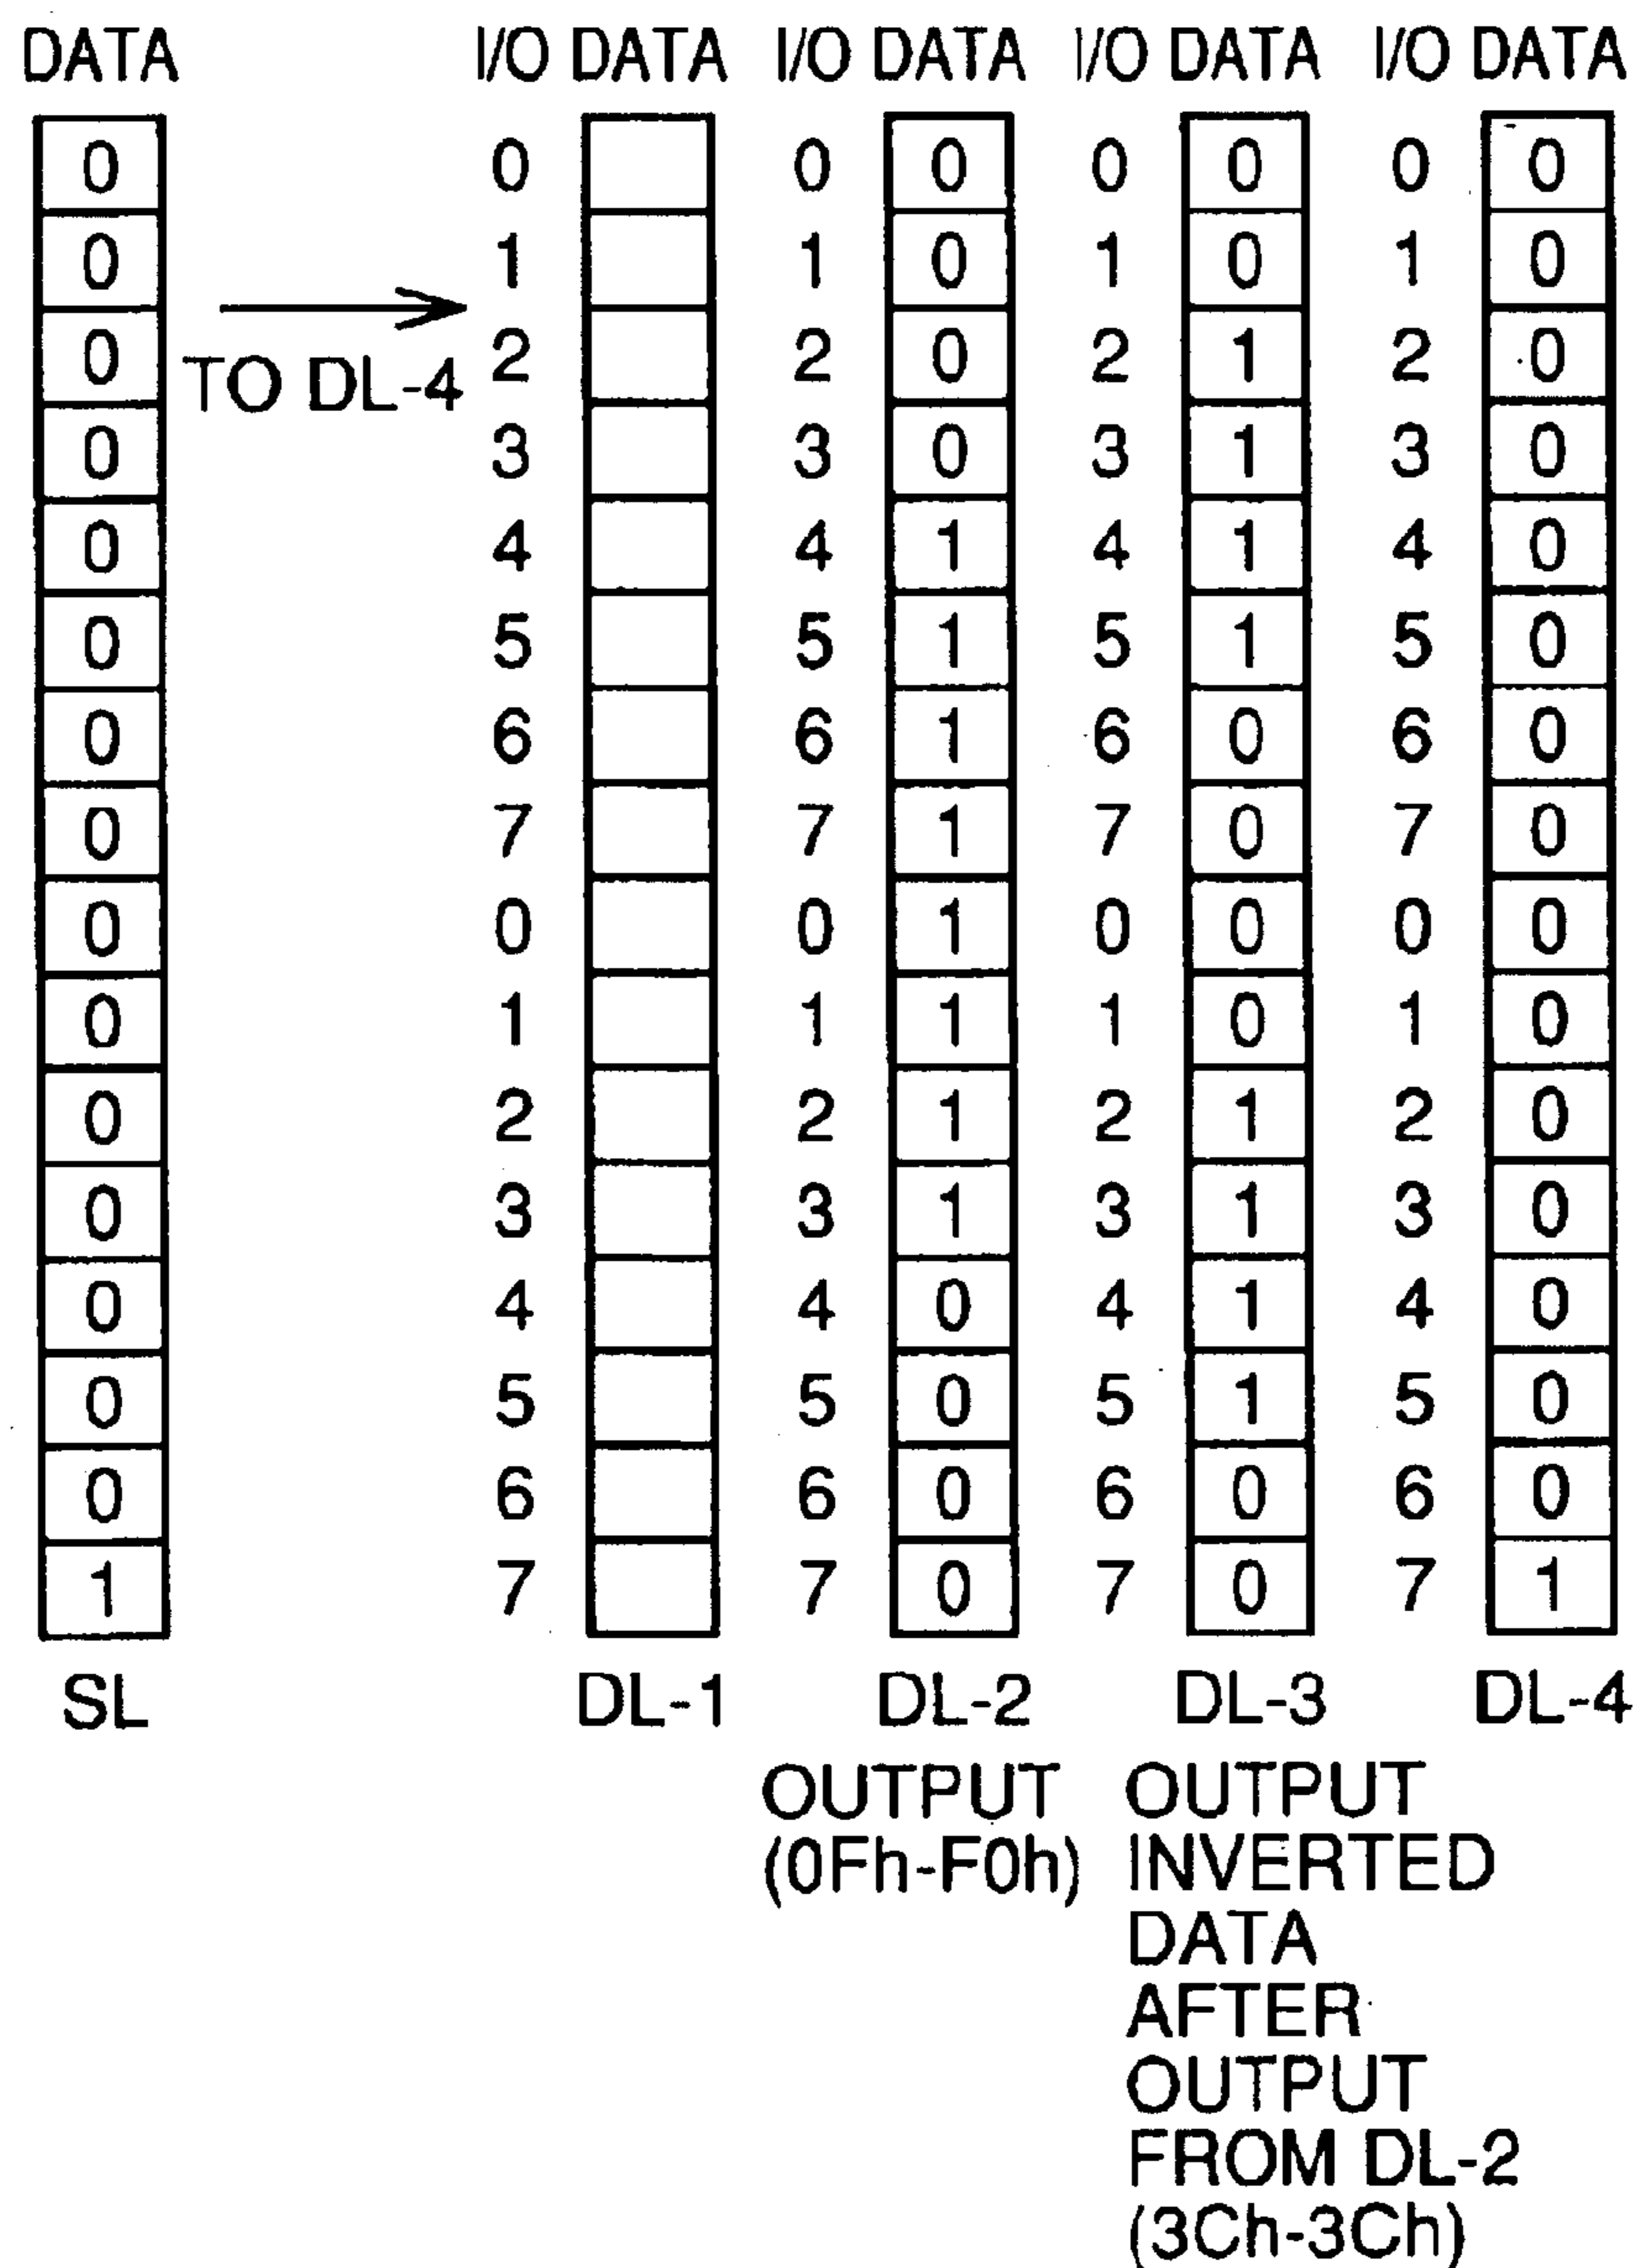 DATA I/O DATA I/O DATA I/O DATA I/O DATA
0 0 0 0 0 0 0 0
0 1 1 0 1 0 1 0
0 2 2 0 2 1 2 0
TO DL-4
0 3 3 0 3 1 3 0
0 4 4 1 4 1 4 0
0 5 5 1 5 1 5 0
0 6 6 1 6 0 6 0
0 7 7 1 7 0 7 0
0 0 0 1 0 0 0 0
0 1 1 1 1 0 1 0
0 2 2 1 2 1 2 0
0 3 3 1 3 1 3 0
0 4 4 0 4 1 4 0
0 5 5 0 5 1 5 0
0 6 6 0 6 0 6 0
1 7 7 0 7 0 7 1
SL DL-1 DL-2 DL-3 DL-4
OUTPUT
(0Fh-F0h)
OUTPUT
INVERTED
DATA
AFTER
OUTPUT
FROM DL-2
(3Ch-3Ch)